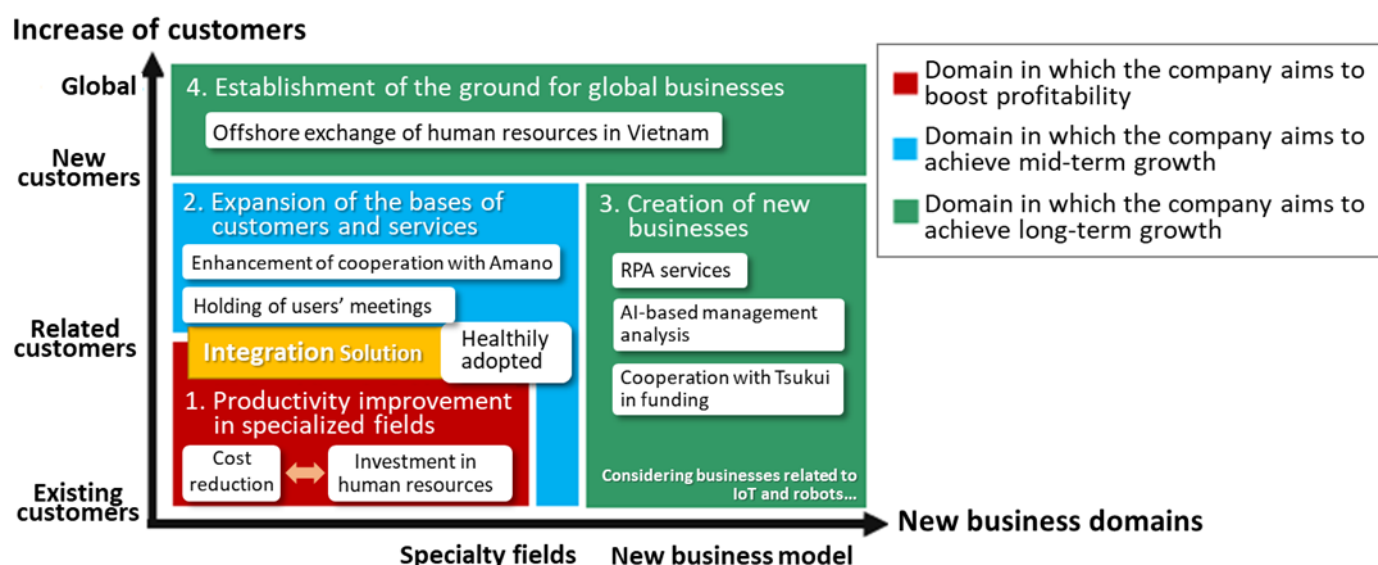 Increase of customers
Global
New
customers
Related
customers
Existing
customers
4. Establishment of the ground for global businesses
Offshore exchange of human resources in Vietnam
2. Expansion of the bases of
customers and services
Enhancement of cooperation with Amano
Holding of users' meetings
Integration Solution
Healthily
adopted
1. Productivity improvement
in specialized fields
Cost
reduction
Investment in
human resources
3. Creation of new
businesses
RPA services
AI-based management
analysis
Cooperation with Tsukui
in funding
Considering businesses related to
IoT and robots...
Specialty fields
New business model
New business domains
Domain in which the company aims to
boost profitability
Domain in which the company aims to
achieve mid-term growth
Domain in which the company aims to
achieve long-term growth